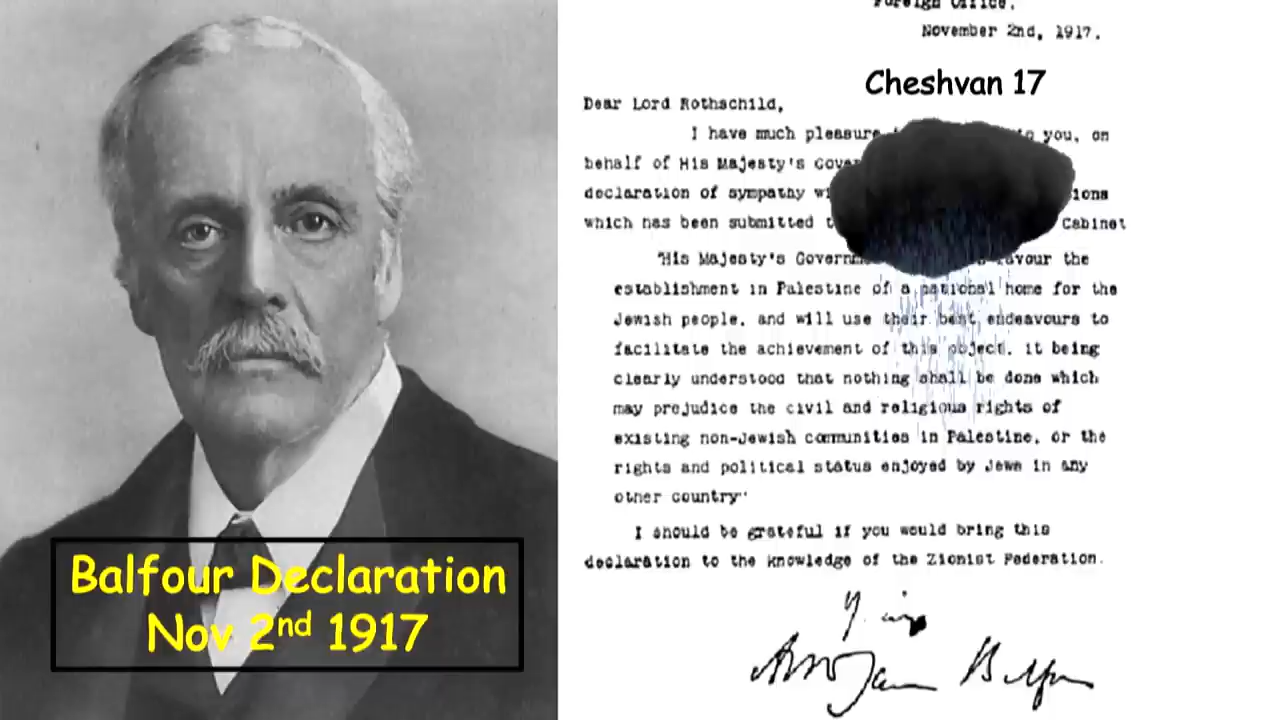 Balfour Declaration
Nov 2nd 1917
Foreign Office.
November 2nd, 1917.
Cheshvan 17
Dear Lord Rothschild,
I have much pleasure you, on
behalf of His Majesty's
declaration of sympathy
which has been submitted Cabinet
"His Majesty's favour the
establishment in Palestine of a national home for the
Jewish people, and will use their best endeavours to
facilitate the achievement of this object, it being
clearly understood that nothing shall be done which
may prejudice the civil and religious rights of
existing non-Jewish communities in Palestine, or the
rights and political status enjoyed by Jews in any
other country"
I should be grateful if you would bring this
declaration to the knowledge of the Zionist Federation.